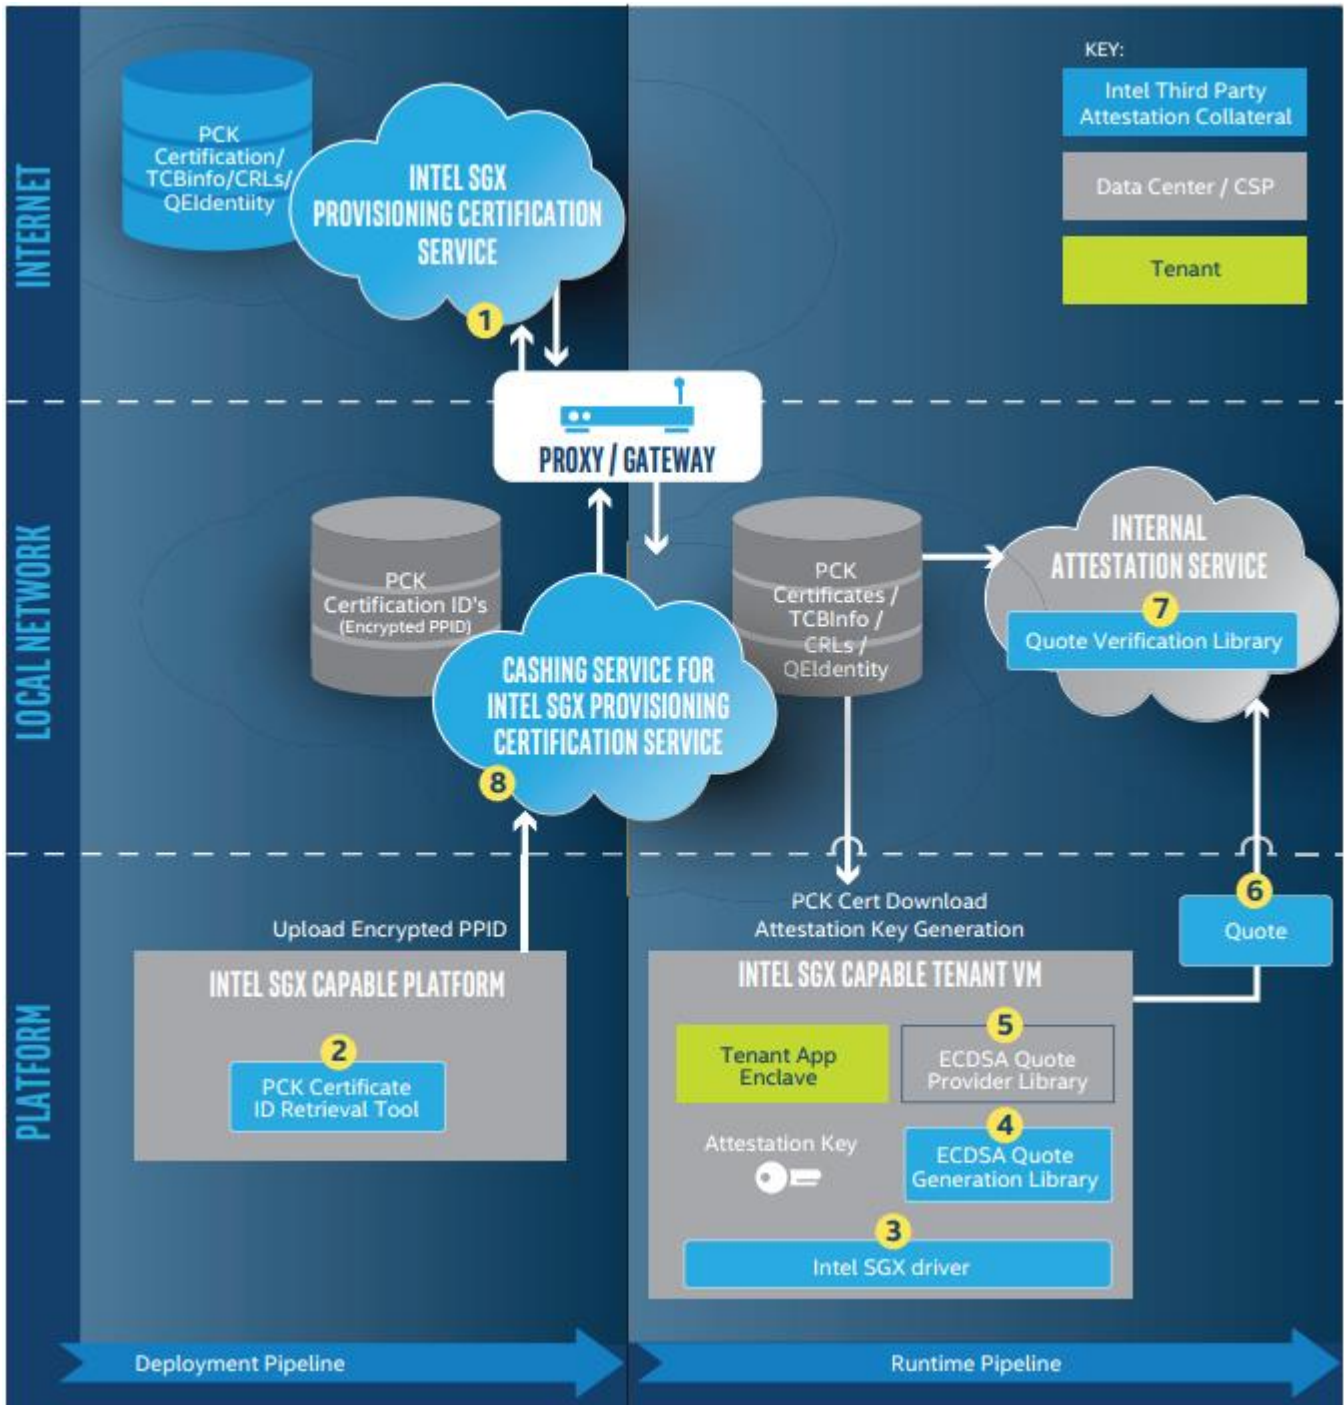 KEY:
Intel Third Party
Attestation Collateral
Data Center / CSP
Tenant
INTERNET
PCK
Certification/
TCBinfo/CRLs/
QEIdentiity
INTEL SGX
PROVISIONING CERTIFICATION
SERVICE
1
PROXY / GATEWAY
LOCAL NETWORK
PCK
Certification ID's
(Encrypted PPID)
CASHING SERVICE FOR
INTEL SGX PROVISIONING
CERTIFICATION SERVICE
8
PCK
Certificates /
TCBInfo /
CRLs /
QEIdentity
INTERNAL
ATTESTATION SERVICE
7
Quote Verification Library
PLATFORM
Upload Encrypted PPID
INTEL SGX CAPABLE PLATFORM
2
PCK Certificate
ID Retrieval Tool
PCK Cert Download
Attestation Key Generation
INTEL SGX CAPABLE TENANT VM
6
Quote
Tenant App
Enclave
5
ECDSA Quote
Provider Library
Attestation Key
4
ECDSA Quote
Generation Library
3
Intel SGX driver
Deployment Pipeline
Runtime Pipeline